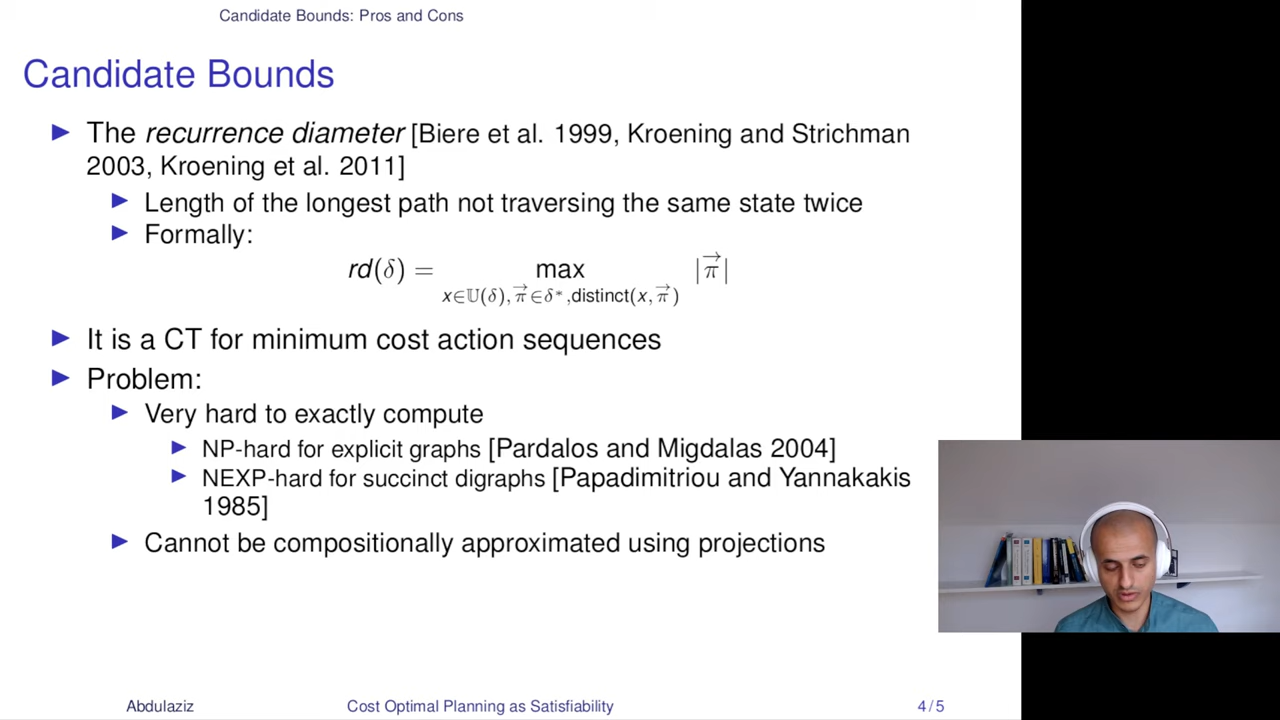 Candidate Bounds: Pros and Cons
Candidate Bounds
▶ The recurrence diameter [Biere et al. 1999, Kroening and Strichman
2003, Kroening et al. 2011]
▶ Length of the longest path not traversing the same state twice
▶ Formally:
rd(δ) = max |π⃗|
x∈𝕌(δ),π⃗∈δ*,distinct(x,π⃗)
▶ It is a CT for minimum cost action sequences
▶ Problem:
▶ Very hard to exactly compute
▶ NP-hard for explicit graphs [Pardalos and Migdalas 2004]
▶ NEXP-hard for succinct digraphs [Papadimitriou and Yannakakis
1985]
▶ Cannot be compositionally approximated using projections
Abdulaziz Cost Optimal Planning as Satisfiability 4/5